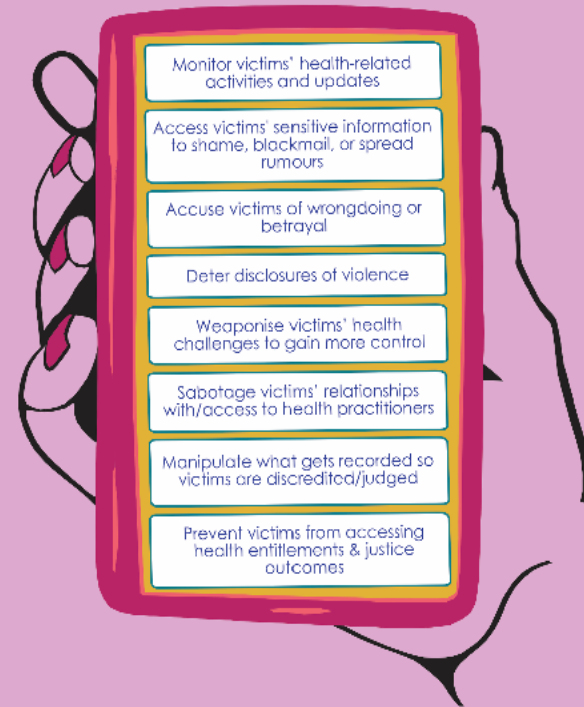 Monitor victims' health-related
activities and updates
Access victims' sensitive information
to shame, blackmail, or spread
rumours
Accuse victims of wrongdoing or
betrayal
Deter disclosures of violence
Weaponise victims' health
challenges to gain more control
Sabotage victims' relationships
with/access to health practitioners
Manipulate what gets recorded so
victims are discredited/judged
Prevent victims from accessing
health entitlements & justice
outcomes